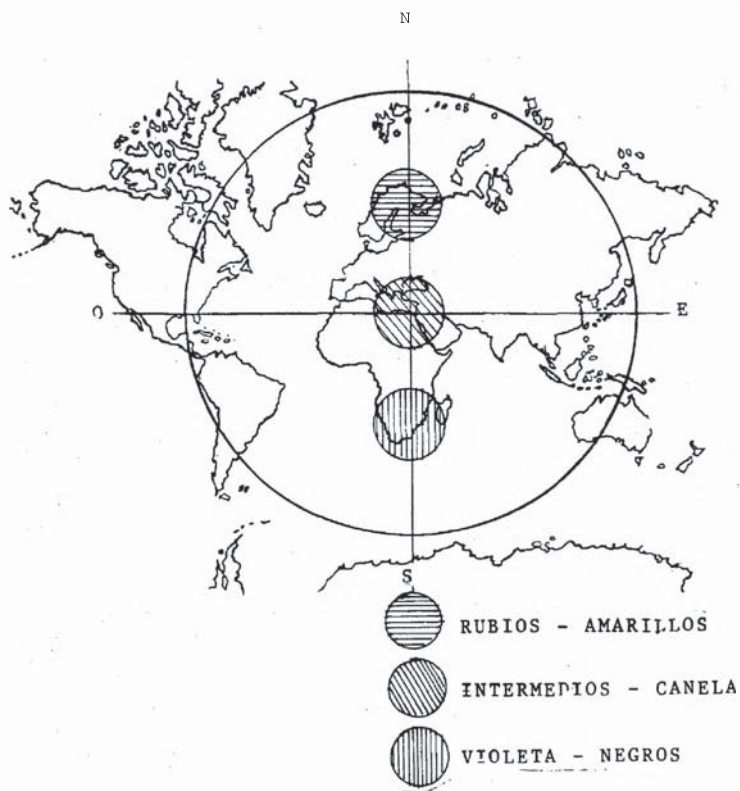 N
O E
S
RUBIOS - AMARILLOS
INTERMEDIOS - CANELA
VIOLETA - NEGROS